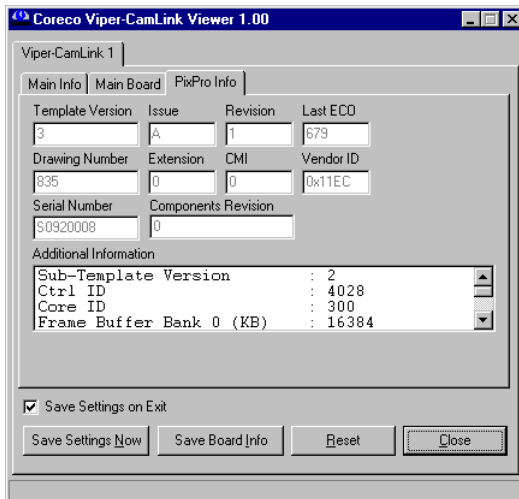 Coreco Viper-CamLink Viewer 1.00
Viper-CamLink 1
Main Info Main Board PixPro Info
Template Version Issue Revision Last ECO
3 A 1 679
Drawing Number Extension CMI Vendor ID
835 0 0 0x11EC
Serial Number Components Revision
S0920008 0
Additional Information
Sub-Template Version : 2
Ctrl ID : 4028
Core ID : 300
Frame Buffer Bank 0 (KB) : 16384
Save Settings on Exit
Save Settings Now Save Board Info Reset Close